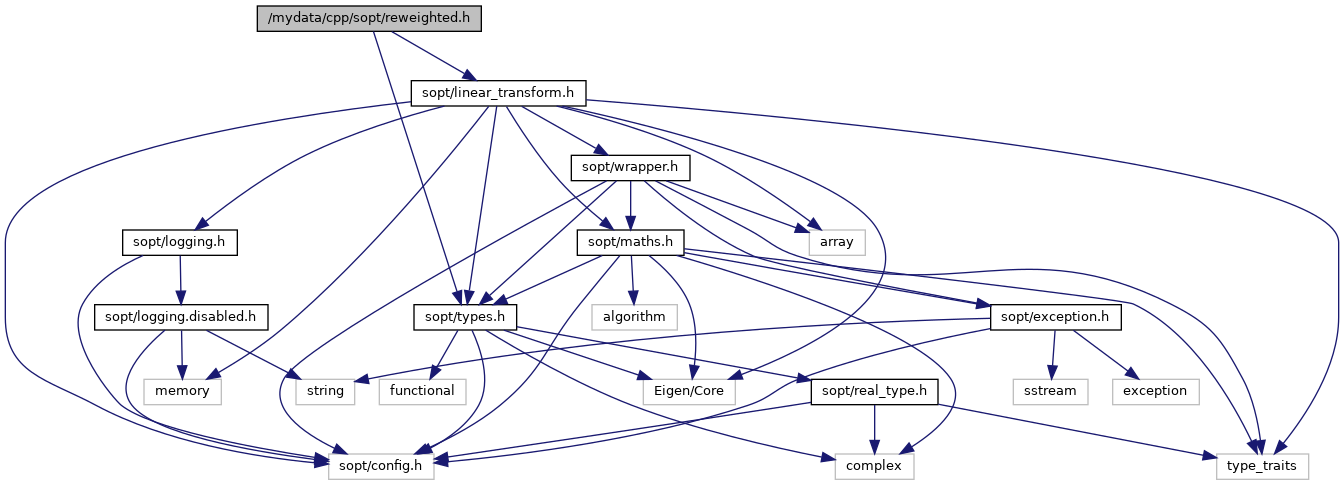 /mydata/cpp/sopt/reweighted.h
sopt/linear_transform.h
sopt/wrapper.h
sopt/logging.h
sopt/maths.h
array
sopt/logging.disabled.h
sopt/types.h
algorithm
sopt/exception.h
memory
string
functional
Eigen/Core
sopt/real_type.h
sstream
exception
sopt/config.h
complex
type_traits